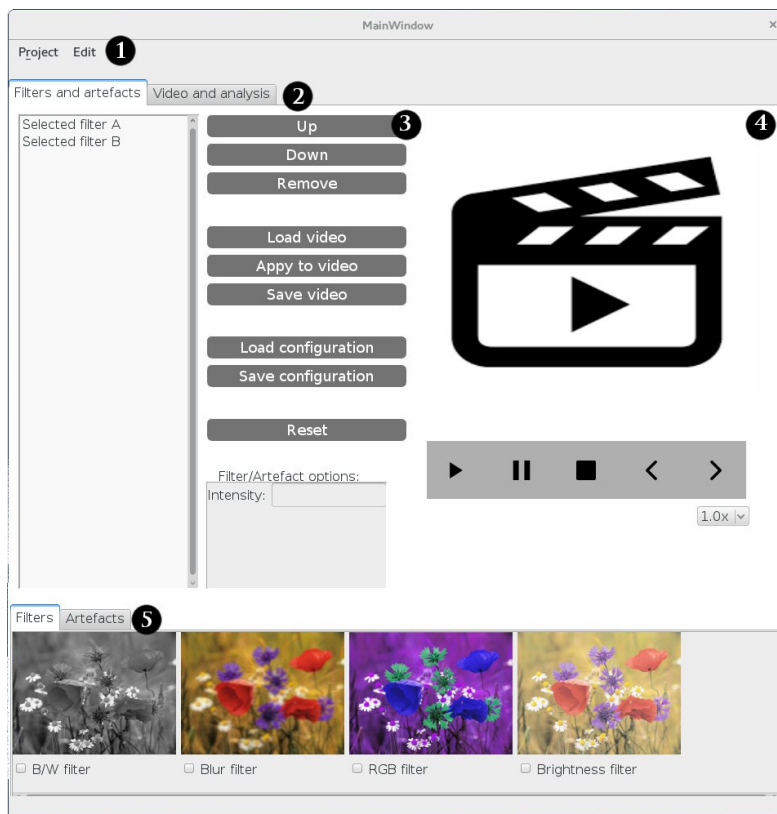 MainWindow
×
Project Edit 1
Filters and artefacts Video and analysis 2
Selected filter A
Selected filter B
Up 3
Down
Remove
Load video
Appy to video
Save video
Load configuration
Save configuration
Reset
Filter/Artefact options:
Intensity:
4
1.0x
Filters Artefacts 5
B/W filter Blur filter RGB filter Brightness filter